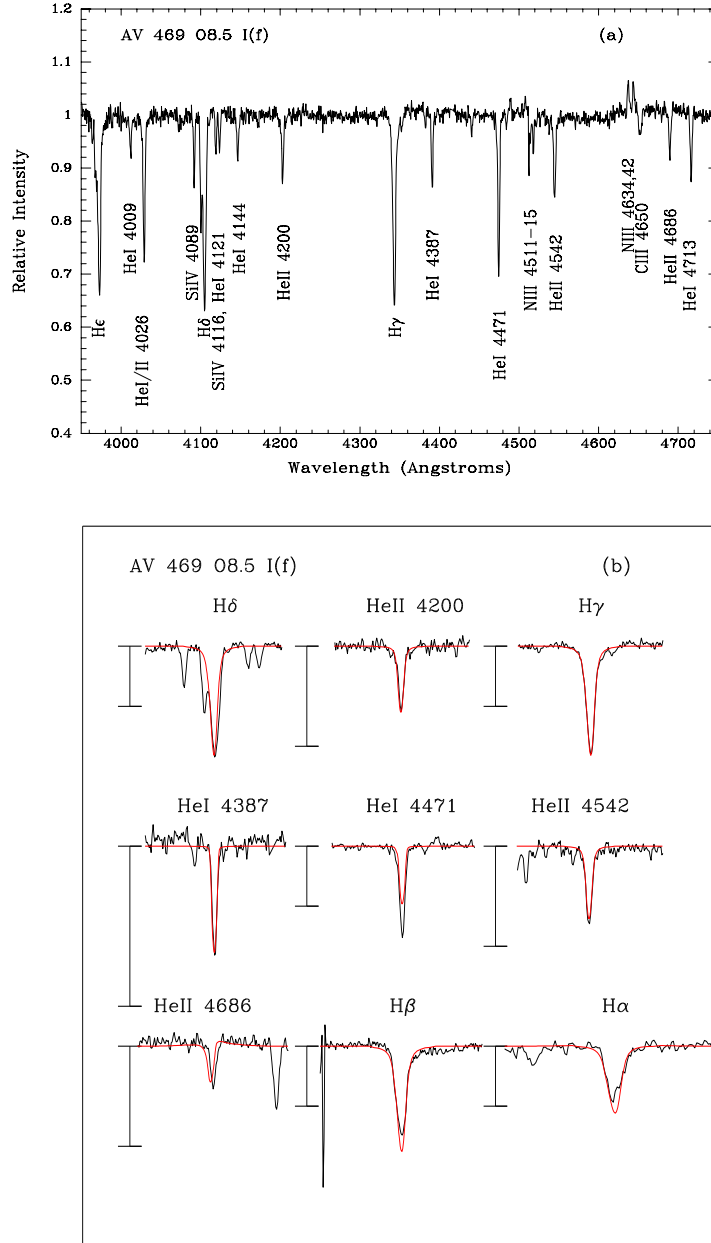 AV 469 O8.5 I(f)
(a)
1.2
1.1
1
0.9
0.8
0.7
0.6
0.5
0.4
Relative Intensity
Hε
HeI 4009
HeI/II 4026
SiIV 4089
Hδ
SiIV 4116, HeI 4121
HeI 4144
HeII 4200
Hγ
HeI 4387
HeI 4471
NIII 4511-15
HeII 4542
NIII 4634,42
CIII 4650
HeII 4686
HeI 4713
4000 4100 4200 4300 4400 4500 4600 4700
Wavelength (Angstroms)
AV 469 O8.5 I(f)
(b)
Hδ HeII 4200 Hγ
HeI 4387 HeI 4471 HeII 4542
HeII 4686 Hβ Hα